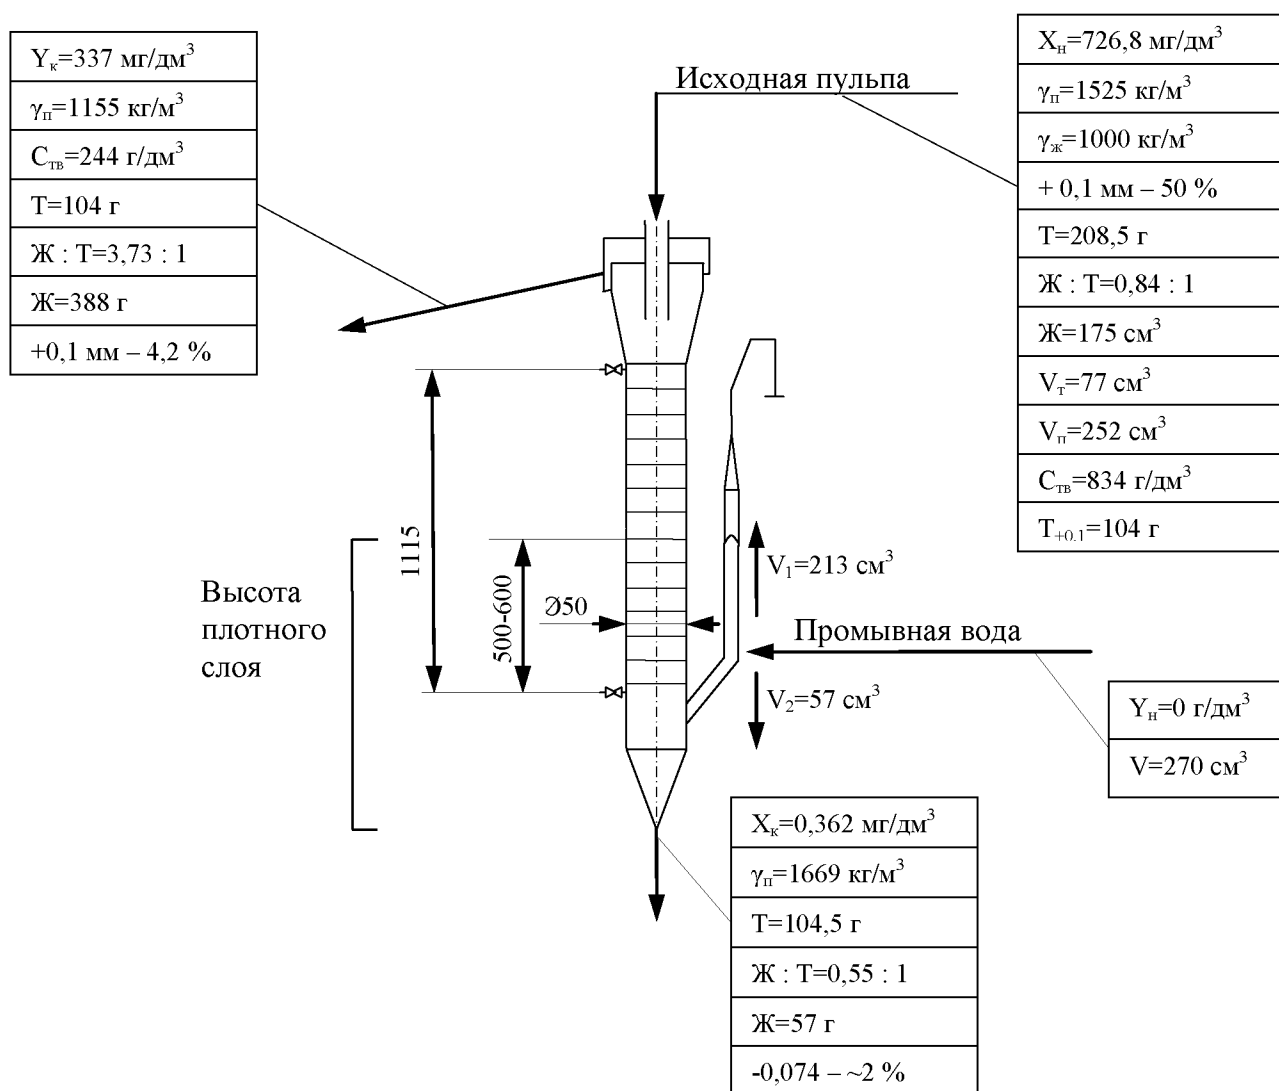 Yк=337 мг/дм³
γп=1155 кг/м³
Cтв=244 г/дм³
Т=104 г
Ж : Т=3,73 : 1
Ж=388 г
+0,1 мм – 4,2 %
Исходная пульпа
Xн=726,8 мг/дм³
γп=1525 кг/м³
γж=1000 кг/м³
+ 0,1 мм – 50 %
Т=208,5 г
Ж : Т=0,84 : 1
Ж=175 см³
Vт=77 см³
Vп=252 см³
Cтв=834 г/дм³
Т+0,1=104 г
1115
500-600
Ø50
Высота
плотного
слоя
V₁=213 см³
Промывная вода
V₂=57 см³
Yн=0 г/дм³
V=270 см³
Xк=0,362 мг/дм³
γп=1669 кг/м³
Т=104,5 г
Ж : Т=0,55 : 1
Ж=57 г
-0,074 – ~2 %